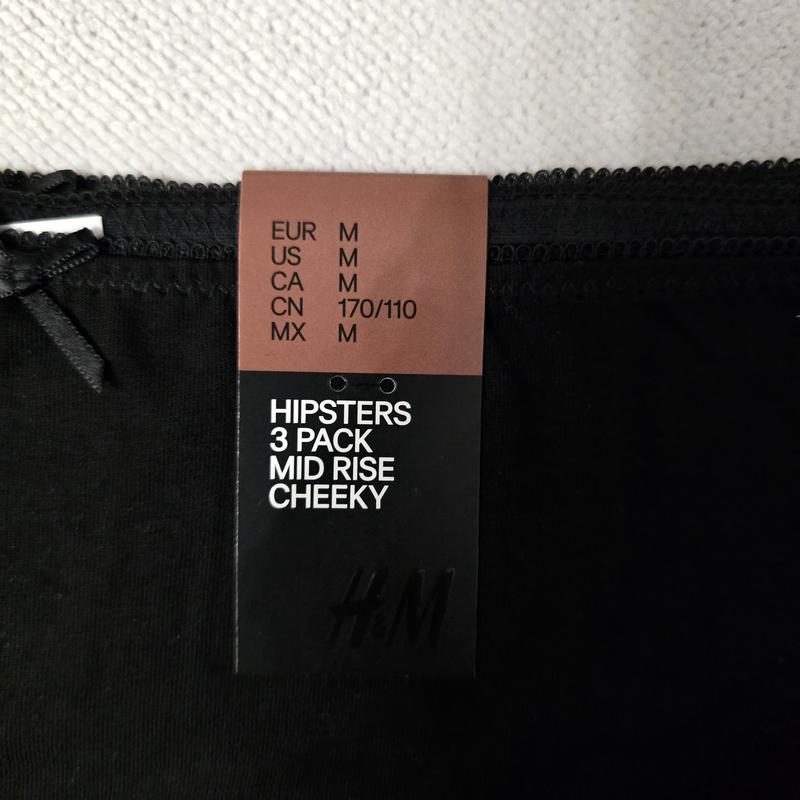 EUR M
US M
CA M
CN 170/110
MX M
HIPSTERS
3 PACK
MID RISE
CHEEKY
H&M